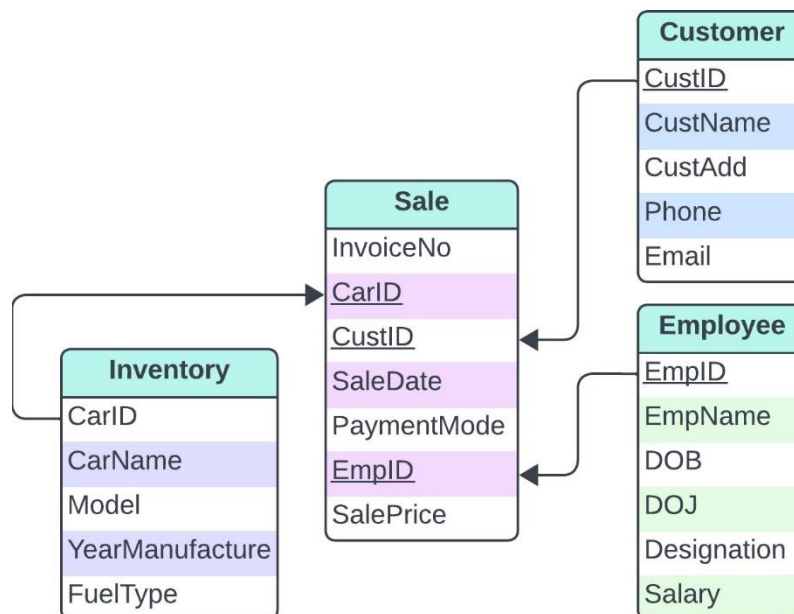 Customer
CustID
CustName
CustAdd
Phone
Email
Sale
InvoiceNo
CarID
CustID
SaleDate
PaymentMode
EmpID
SalePrice
Inventory
CarID
CarName
Model
YearManufacture
FuelType
Employee
EmpID
EmpName
DOB
DOJ
Designation
Salary